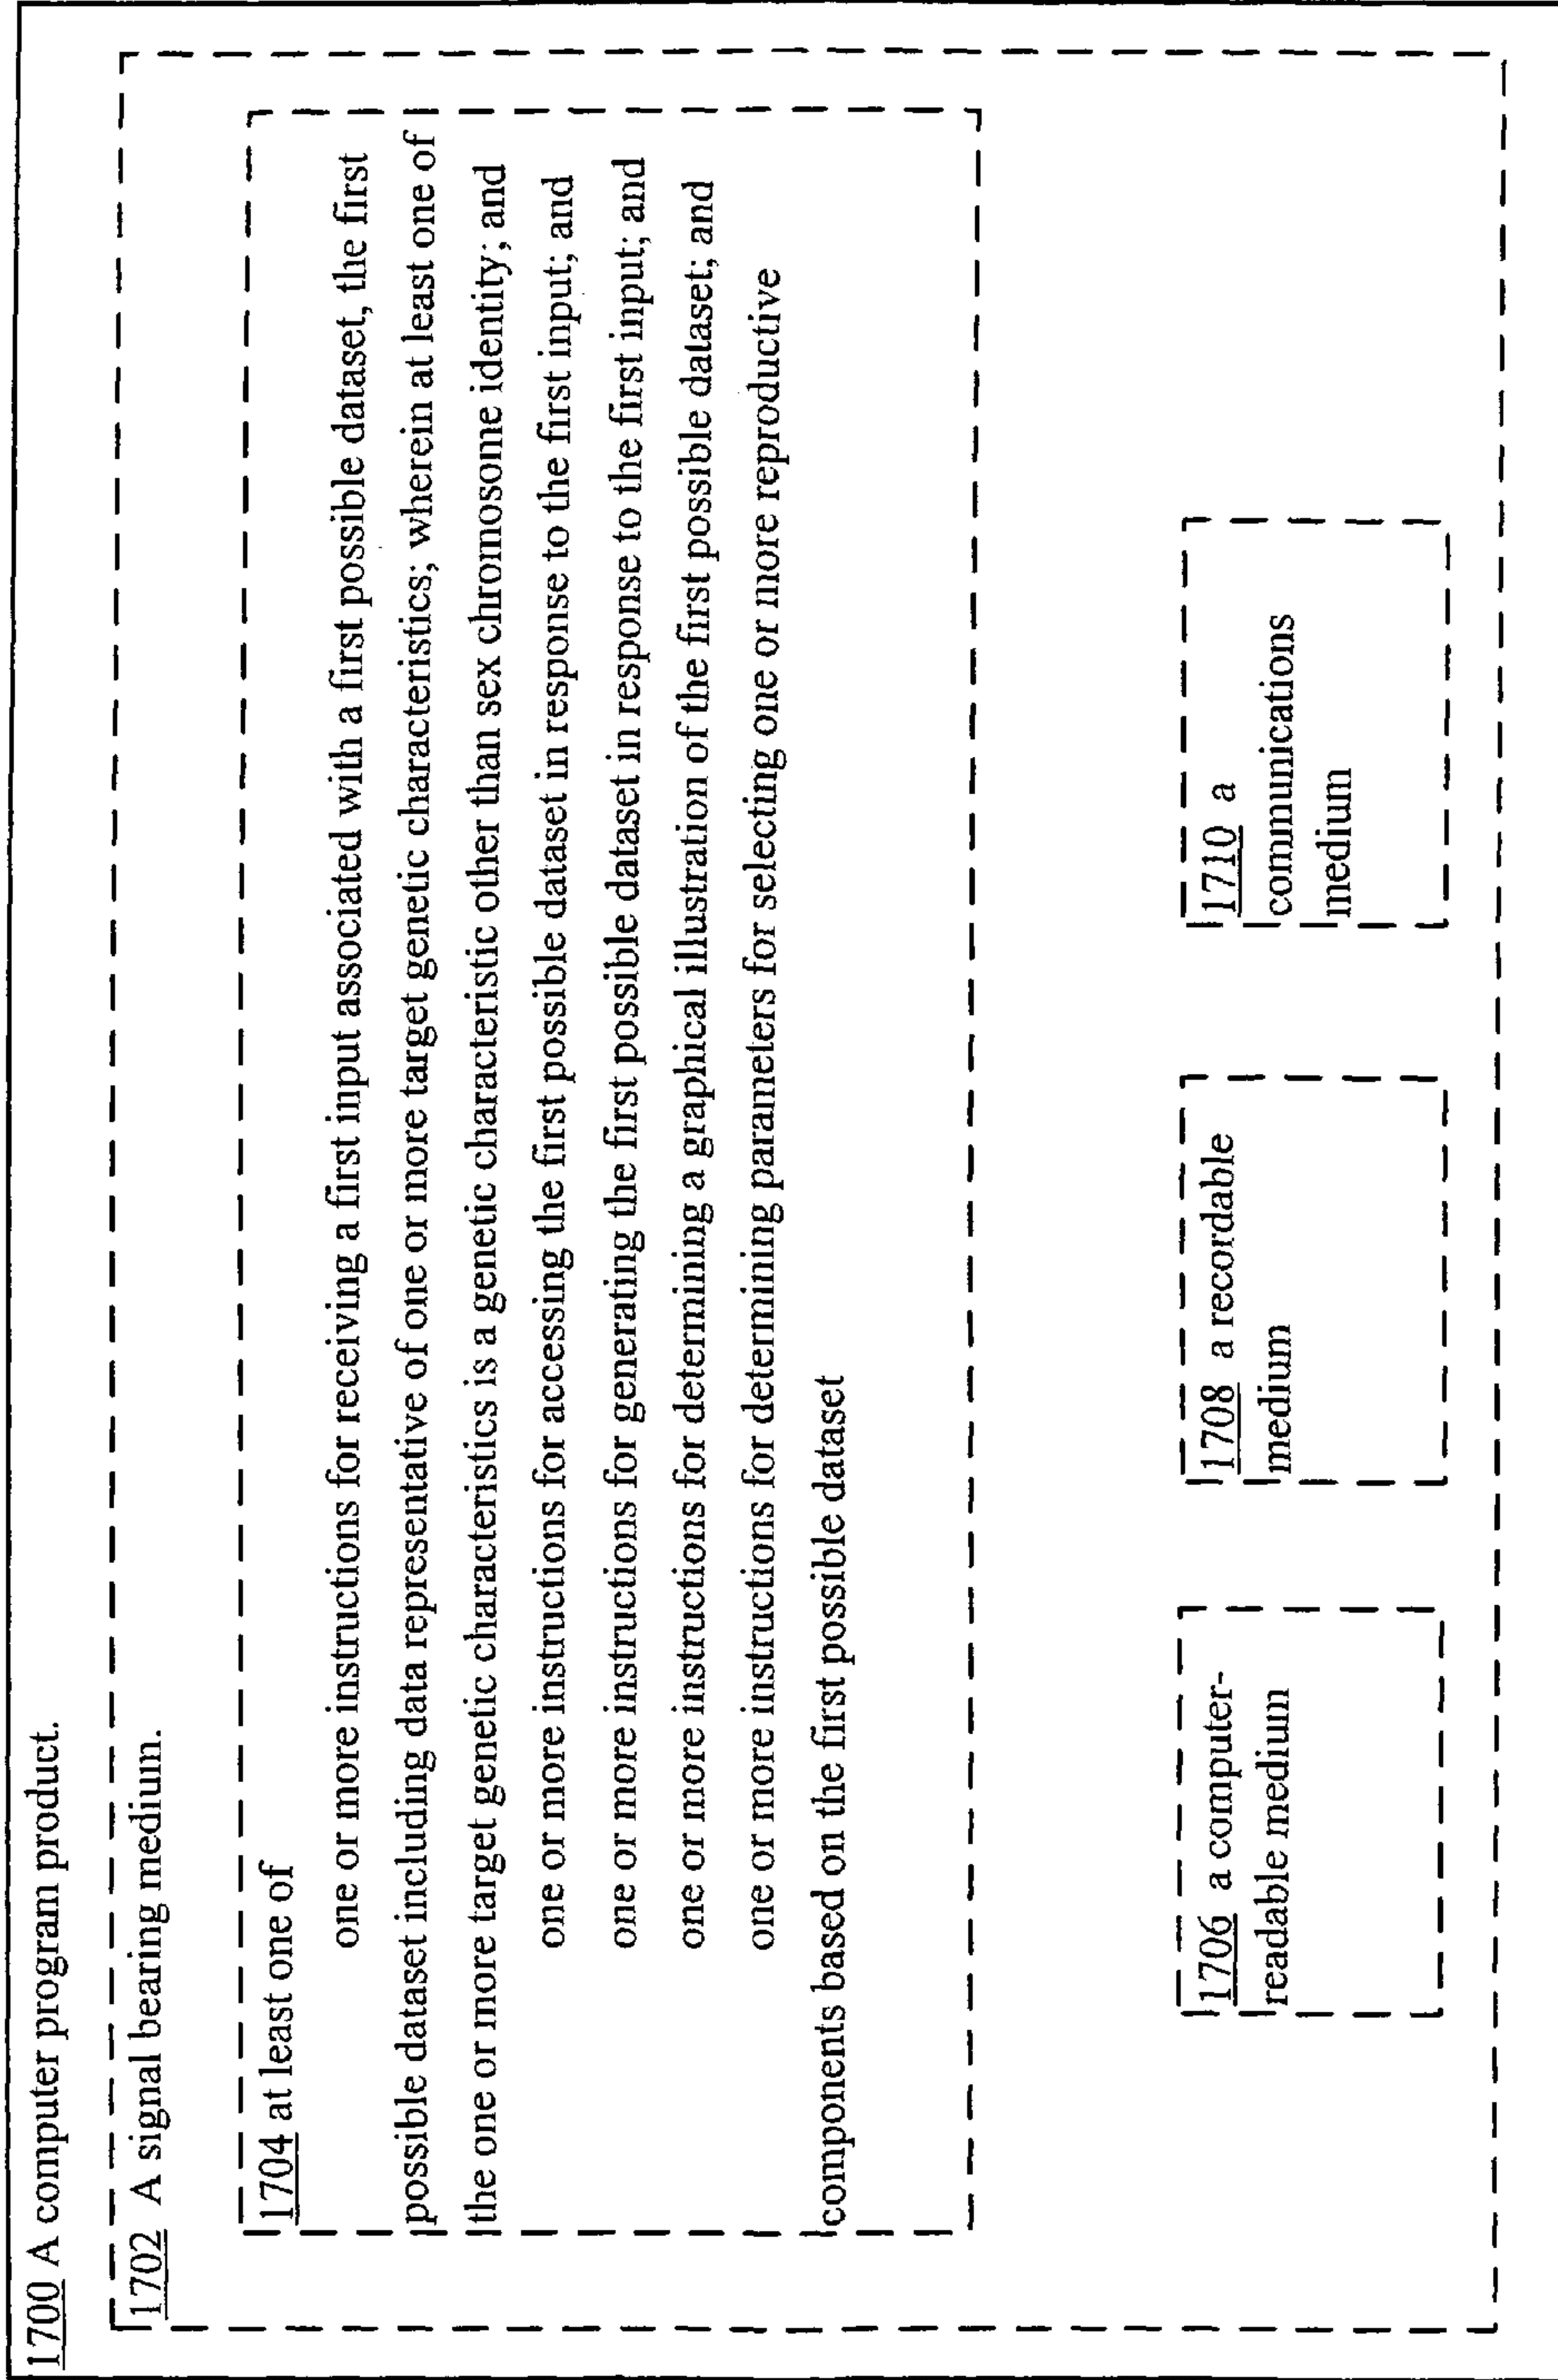 1700 A computer program product.
1702 A signal bearing medium.
1704 at least one of
one or more instructions for receiving a first input associated with a first possible dataset, the first
possible dataset including data representative of one or more target genetic characteristics; wherein at least one of
the one or more target genetic characteristics is a genetic characteristic other than sex chromosome identity; and
one or more instructions for accessing the first possible dataset in response to the first input; and
one or more instructions for generating the first possible dataset in response to the first input; and
one or more instructions for determining a graphical illustration of the first possible dataset; and
one or more instructions for determining parameters for selecting one or more reproductive
components based on the first possible dataset
1706 a computer-
readable medium
1708 a recordable
medium
1710 a
communications
medium